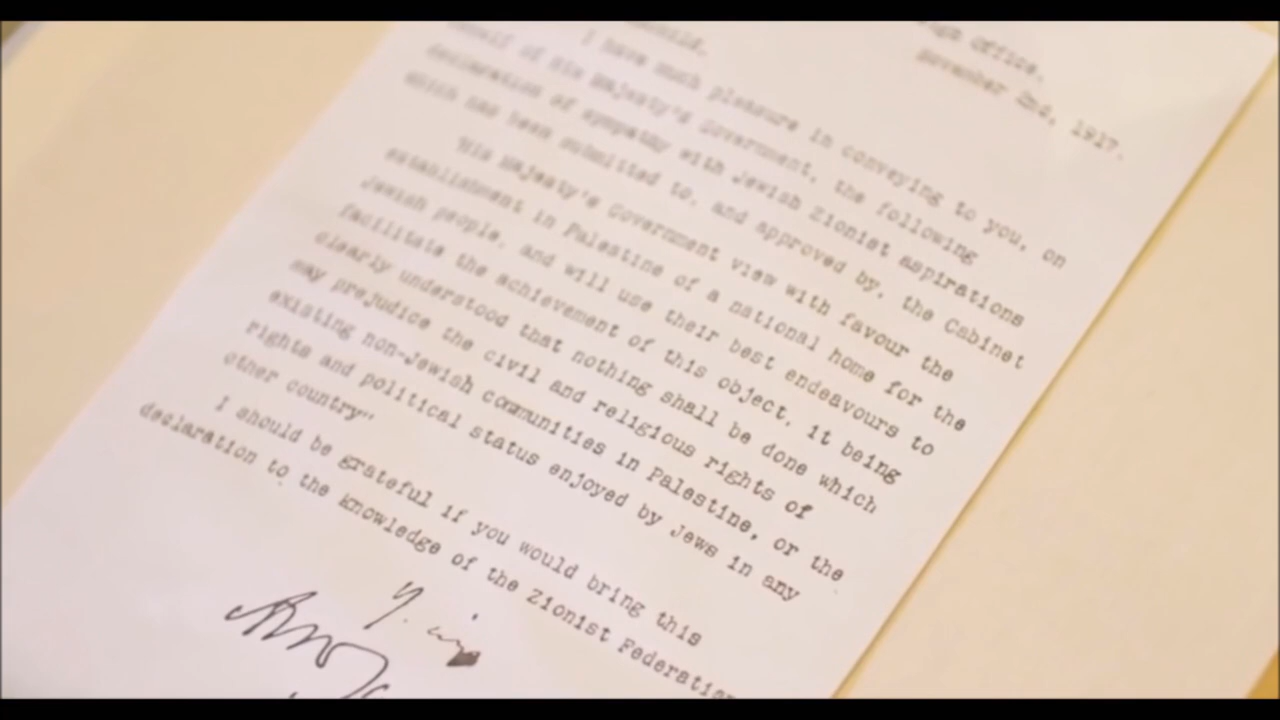 Office,
November 2nd, 1917.
I have much pleasure in conveying to you, on
behalf of His Majesty's Government, the following
declaration of sympathy with Jewish Zionist aspirations
which has been submitted to, and approved by, the Cabinet
"His Majesty's Government view with favour the
establishment in Palestine of a national home for the
Jewish people, and will use their best endeavours to
facilitate the achievement of this object, it being
clearly understood that nothing shall be done which
may prejudice the civil and religious rights of
existing non-Jewish communities in Palestine, or the
rights and political status enjoyed by Jews in any
other country"
I should be grateful if you would bring this
declaration to the knowledge of the Zionist Federation